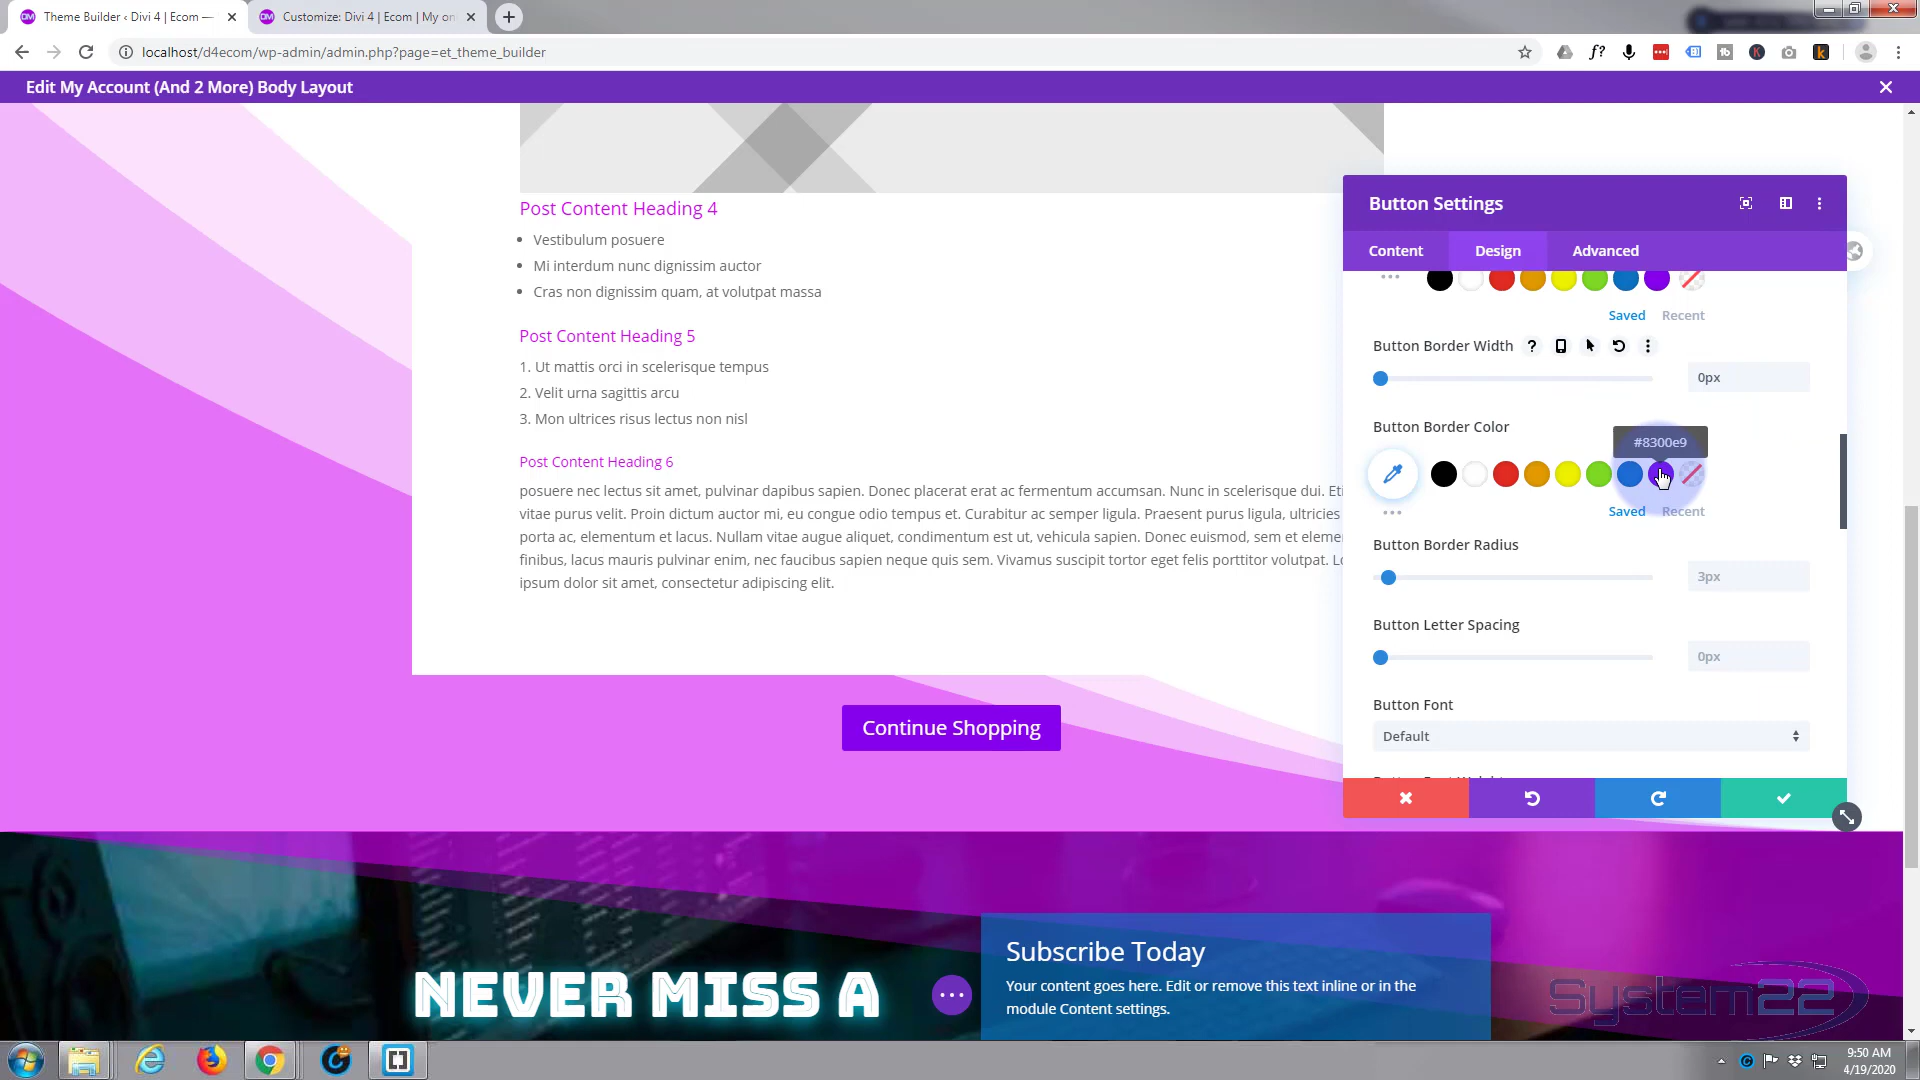 Theme Builder ‹ Divi 4 | Ecom —
Customize: Divi 4 | Ecom | My on
localhost/d4ecom/wp-admin/admin.php?page=et_theme_builder
Edit My Account (And 2 More) Body Layout
Post Content Heading 4
Vestibulum posuere
Mi interdum nunc dignissim auctor
Cras non dignissim quam, at volutpat massa
Post Content Heading 5
1. Ut mattis orci in scelerisque tempus
2. Velit urna sagittis arcu
3. Mon ultrices risus lectus non nisl
Post Content Heading 6
posuere nec lectus sit amet, pulvinar dapibus sapien. Donec placerat erat ac fermentum accumsan. Nunc in scelerisque dui. Eti
vitae purus velit. Proin dictum auctor mi, eu congue odio tempus et. Curabitur ac semper ligula. Praesent purus ligula, ultricies
porta ac, elementum et lacus. Nullam vitae augue aliquet, condimentum est ut, vehicula sapien. Donec euismod, sem et eleme
finibus, lacus mauris pulvinar enim, nec faucibus sapien neque quis sem. Vivamus suscipit tortor eget felis porttitor volutpat. Lo
ipsum dolor sit amet, consectetur adipiscing elit.
Continue Shopping
Button Settings
Content Design Advanced
Saved Recent
Button Border Width
0px
Button Border Color
#8300e9
Saved Recent
Button Border Radius
3px
Button Letter Spacing
0px
Button Font
Default
NEVER MISS A
Subscribe Today
Your content goes here. Edit or remove this text inline or in the
module Content settings.
System22
9:50 AM
4/19/2020